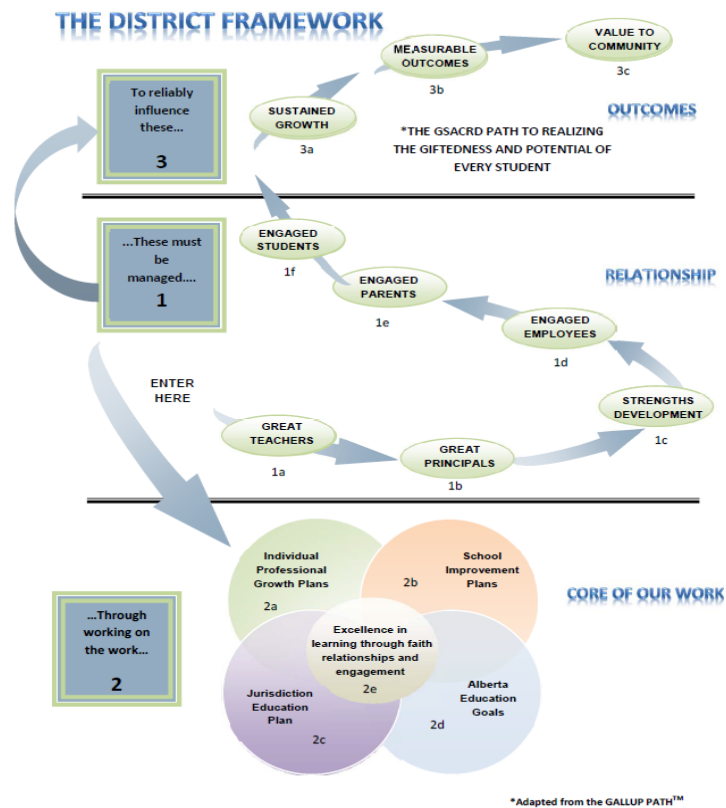 THE DISTRICT FRAMEWORK
To reliably
influence
these...
3
SUSTAINED
GROWTH
3a
MEASURABLE
OUTCOMES
3b
VALUE TO
COMMUNITY
3c
OUTCOMES
*THE GSACRD PATH TO REALIZING
THE GIFTEDNESS AND POTENTIAL OF
EVERY STUDENT
...These must
be
managed....
1
ENGAGED
STUDENTS
1f
ENGAGED
PARENTS
1e
ENGAGED
EMPLOYEES
1d
RELATIONSHIP
STRENGTHS
DEVELOPMENT
1c
ENTER
HERE
GREAT
TEACHERS
1a
GREAT
PRINCIPALS
1b
...Through
working on
the work...
2
Individual
Professional
Growth Plans
2a
School
Improvement
Plans
2b
CORE OF OUR WORK
Excellence in
learning through faith
relationships and
engagement
2e
Jurisdiction
Education
Plan
2c
Alberta
Education
Goals
2d
*Adapted from the GALLUP PATH™